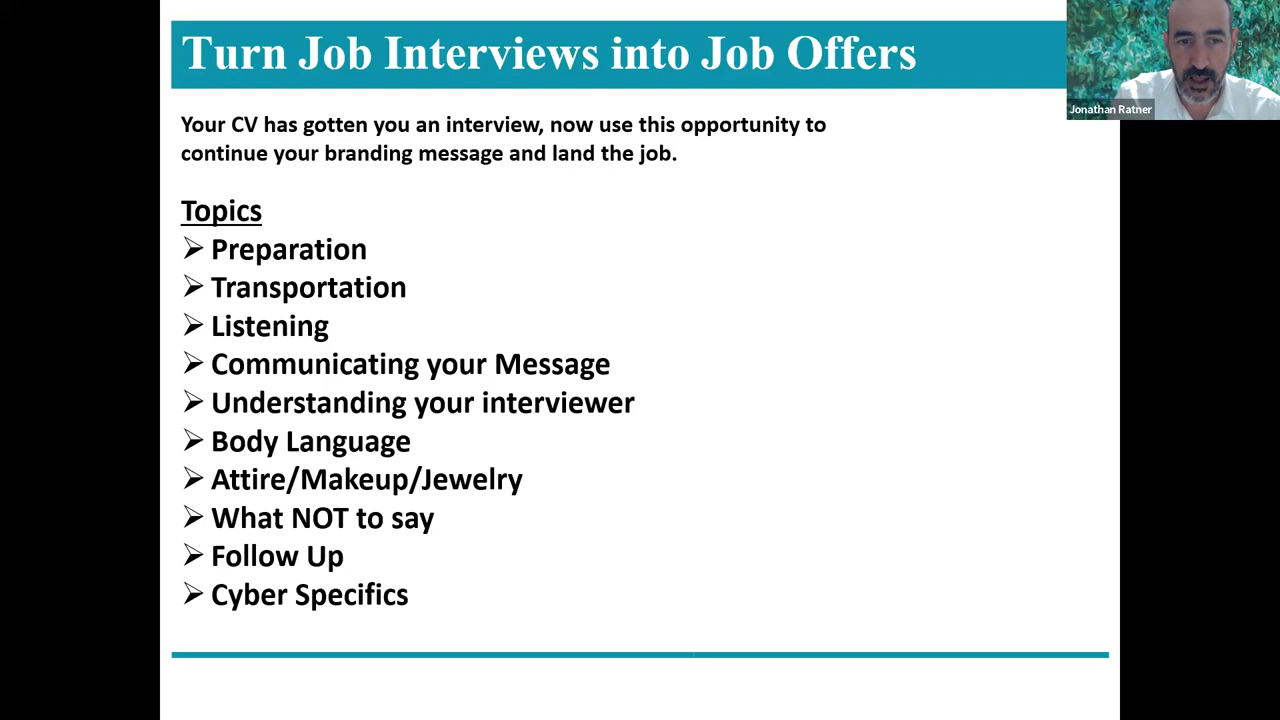 Turn Job Interviews into Job Offers
Jonathan Ratner
Your CV has gotten you an interview, now use this opportunity to
continue your branding message and land the job.
Topics
Preparation
Transportation
Listening
Communicating your Message
Understanding your interviewer
Body Language
Attire/Makeup/Jewelry
What NOT to say
Follow Up
Cyber Specifics